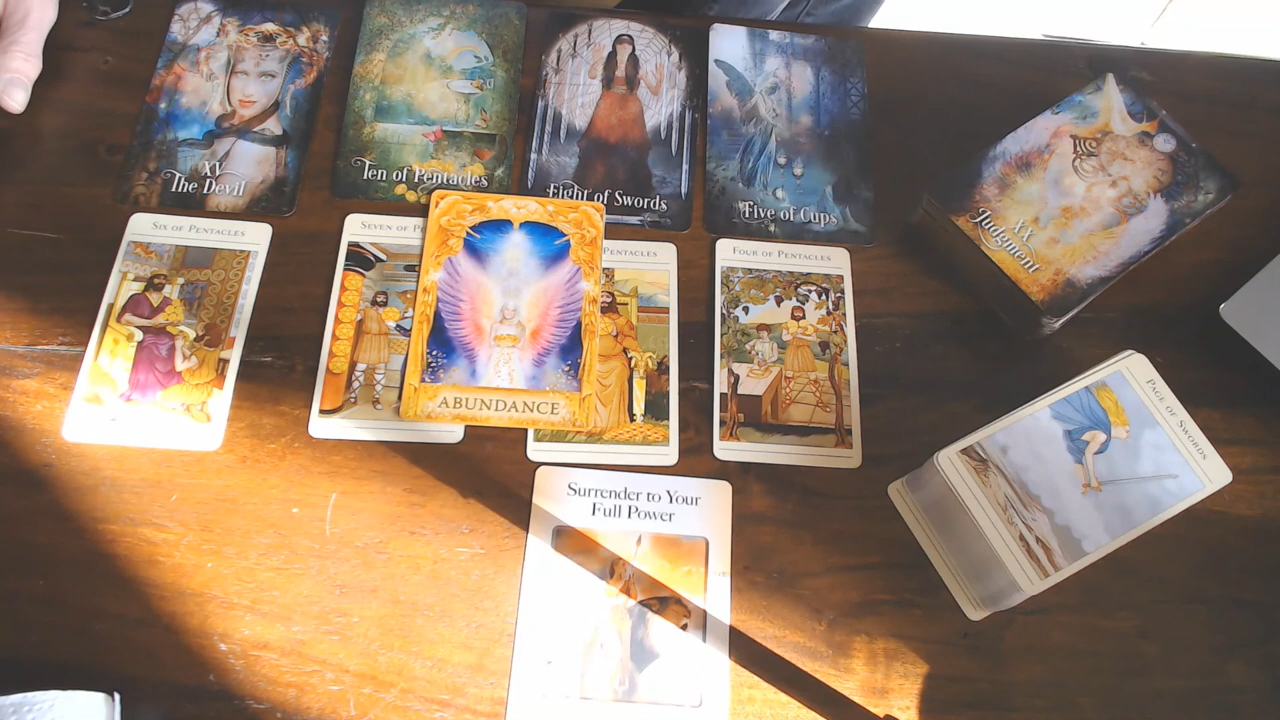 XV
The Devil
Ten of Pentacles
Eight of Swords
Five of Cups
XX
Judgment
Six of Pentacles
Seven of
Pentacles
Four of Pentacles
ABUNDANCE
Page of Swords
Surrender to Your
Full Power